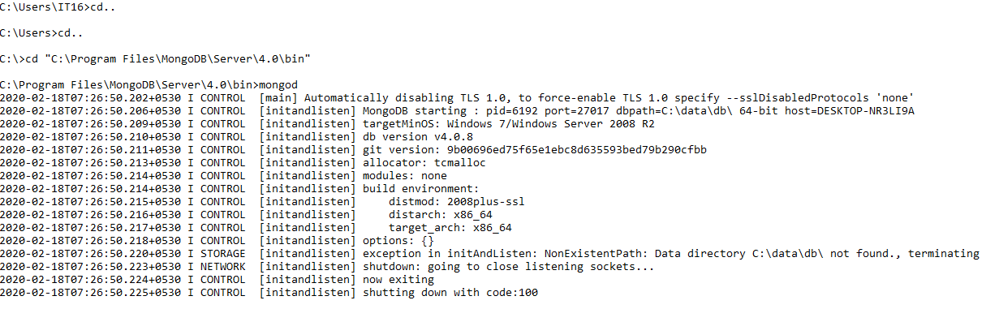 C:\Users\IT16>cd..
C:\Users>cd..
C:\>cd "C:\Program Files\MongoDB\Server\4.0\bin"
C:\Program Files\MongoDB\Server\4.0\bin>mongod
2020-02-18T07:26:50.202+0530 I CONTROL  [main] Automatically disabling TLS 1.0, to force-enable TLS 1.0 specify --sslDisabledProtocols 'none'
2020-02-18T07:26:50.206+0530 I CONTROL  [initandlisten] MongoDB starting : pid=6192 port=27017 dbpath=C:\data\db\ 64-bit host=DESKTOP-NR3LI9A
2020-02-18T07:26:50.209+0530 I CONTROL  [initandlisten] targetMinOS: Windows 7/Windows Server 2008 R2
2020-02-18T07:26:50.210+0530 I CONTROL  [initandlisten] db version v4.0.8
2020-02-18T07:26:50.211+0530 I CONTROL  [initandlisten] git version: 9b00696ed75f65e1ebc8d635593bed79b290cfbb
2020-02-18T07:26:50.213+0530 I CONTROL  [initandlisten] allocator: tcmalloc
2020-02-18T07:26:50.214+0530 I CONTROL  [initandlisten] modules: none
2020-02-18T07:26:50.214+0530 I CONTROL  [initandlisten] build environment:
2020-02-18T07:26:50.215+0530 I CONTROL  [initandlisten]     distmod: 2008plus-ssl
2020-02-18T07:26:50.216+0530 I CONTROL  [initandlisten]     distarch: x86_64
2020-02-18T07:26:50.217+0530 I CONTROL  [initandlisten]     target_arch: x86_64
2020-02-18T07:26:50.218+0530 I CONTROL  [initandlisten] options: {}
2020-02-18T07:26:50.220+0530 I STORAGE  [initandlisten] exception in initAndListen: NonExistentPath: Data directory C:\data\db\ not found., terminating
2020-02-18T07:26:50.223+0530 I NETWORK  [initandlisten] shutdown: going to close listening sockets...
2020-02-18T07:26:50.224+0530 I CONTROL  [initandlisten] now exiting
2020-02-18T07:26:50.225+0530 I CONTROL  [initandlisten] shutting down with code:100